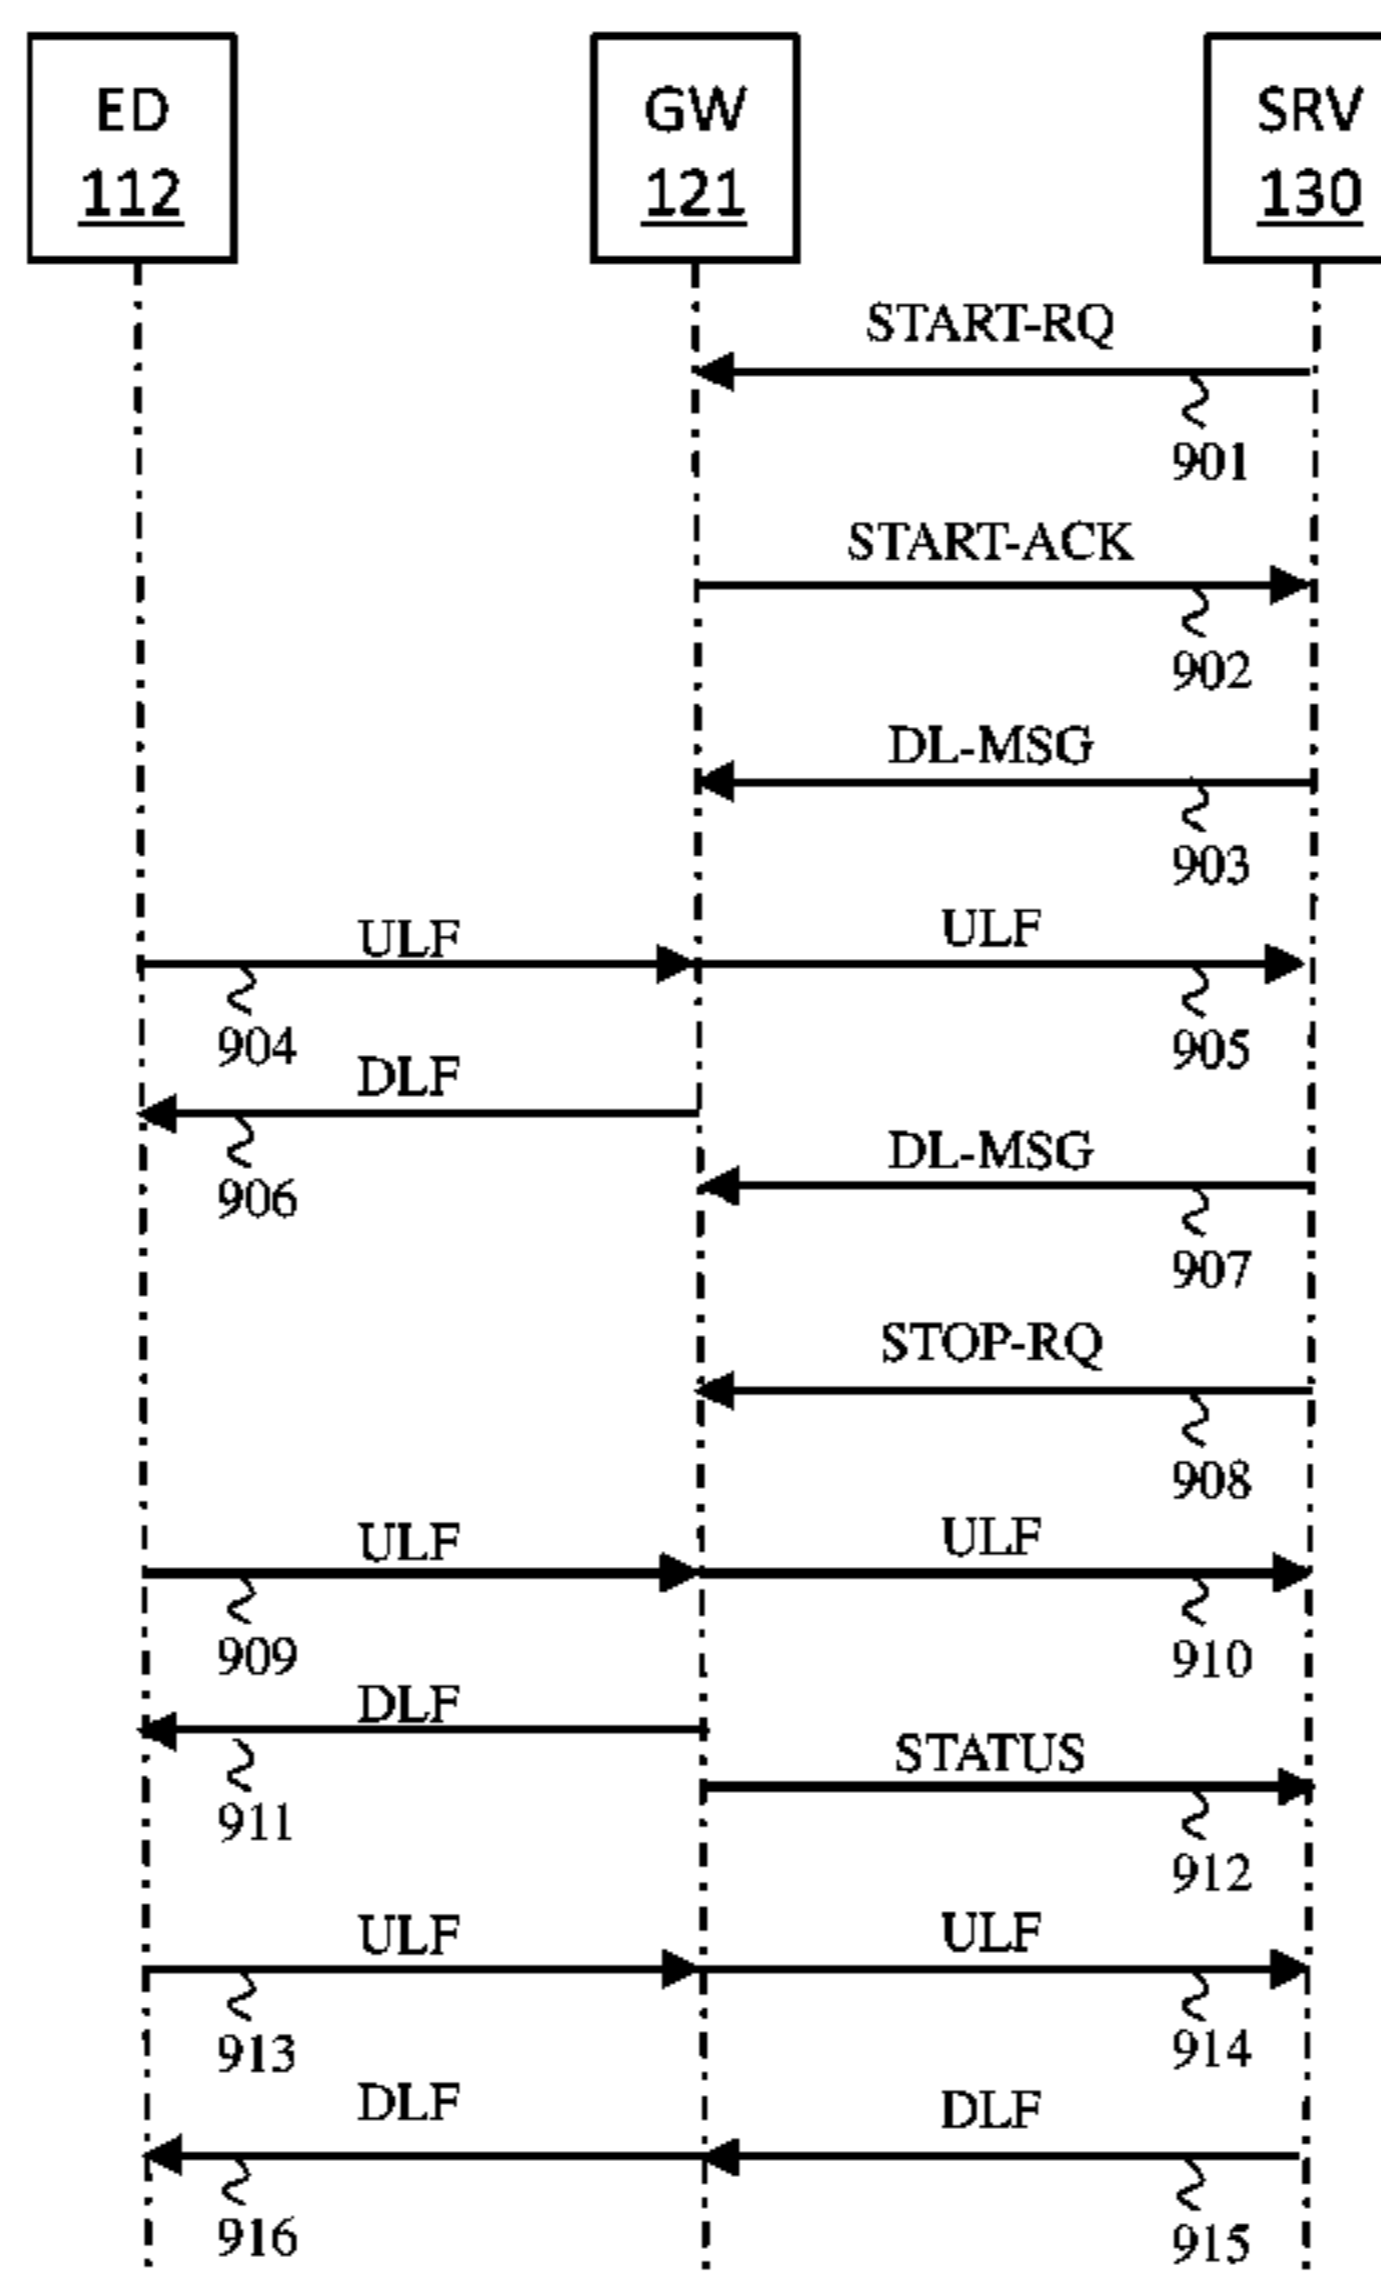 ED
112
GW
121
SRV
130
START-RQ
901
START-ACK
902
DL-MSG
903
ULF
ULF
904
905
DLF
906
DL-MSG
907
STOP-RQ
908
ULF
ULF
909
910
DLF
911
STATUS
912
ULF
ULF
913
914
DLF
DLF
916
915